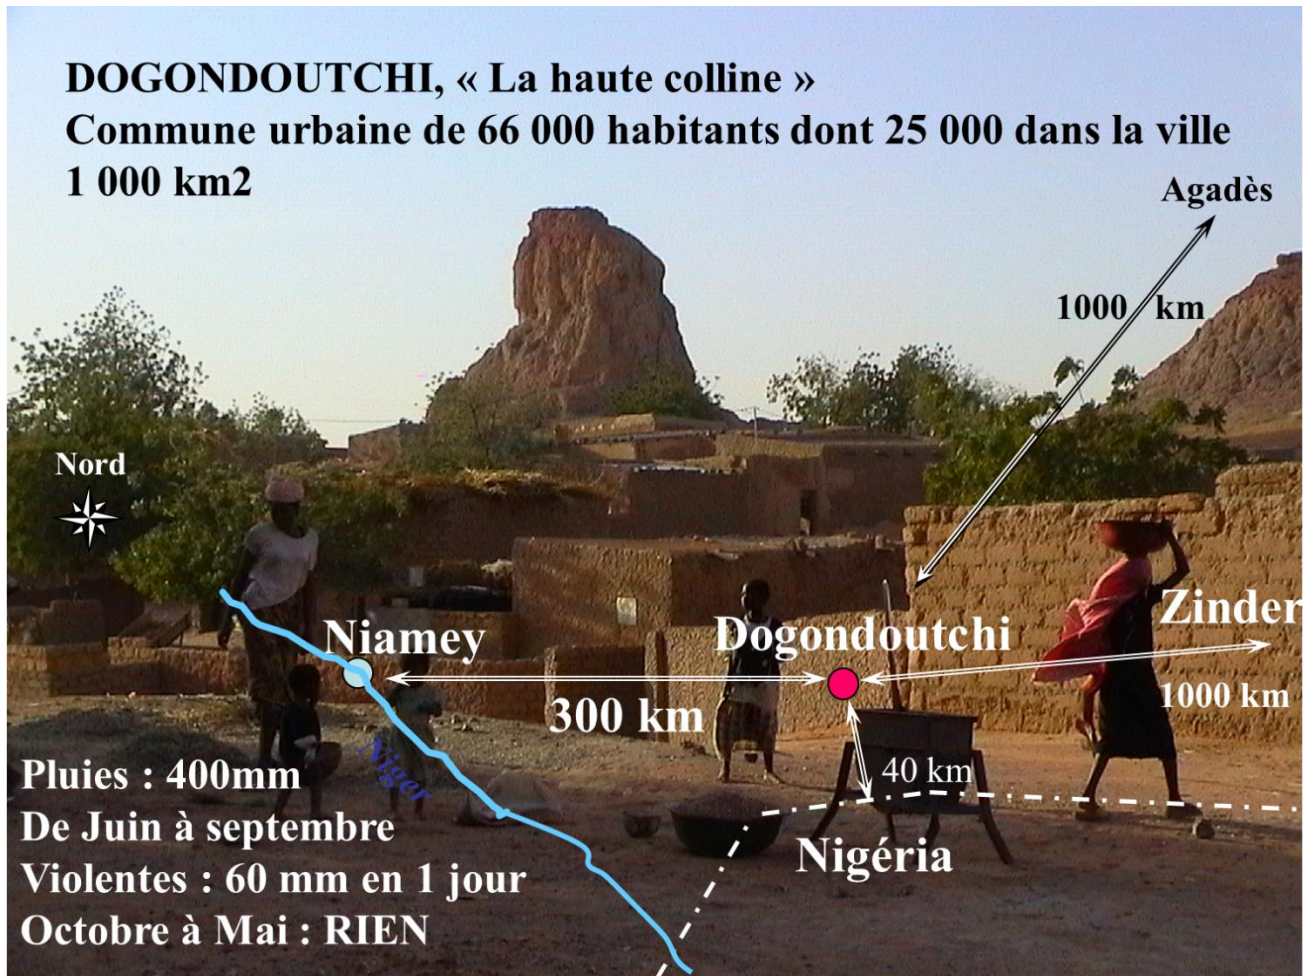 DOGONDOUTCHI, « La haute colline »
Commune urbaine de 66 000 habitants dont 25 000 dans la ville
1 000 km2
Agadès
1000 km
Nord
Niamey
Dogondoutchi
Zinder
300 km
1000 km
Niger
40 km
Nigéria
Pluies : 400mm
De Juin à septembre
Violentes : 60 mm en 1 jour
Octobre à Mai : RIEN